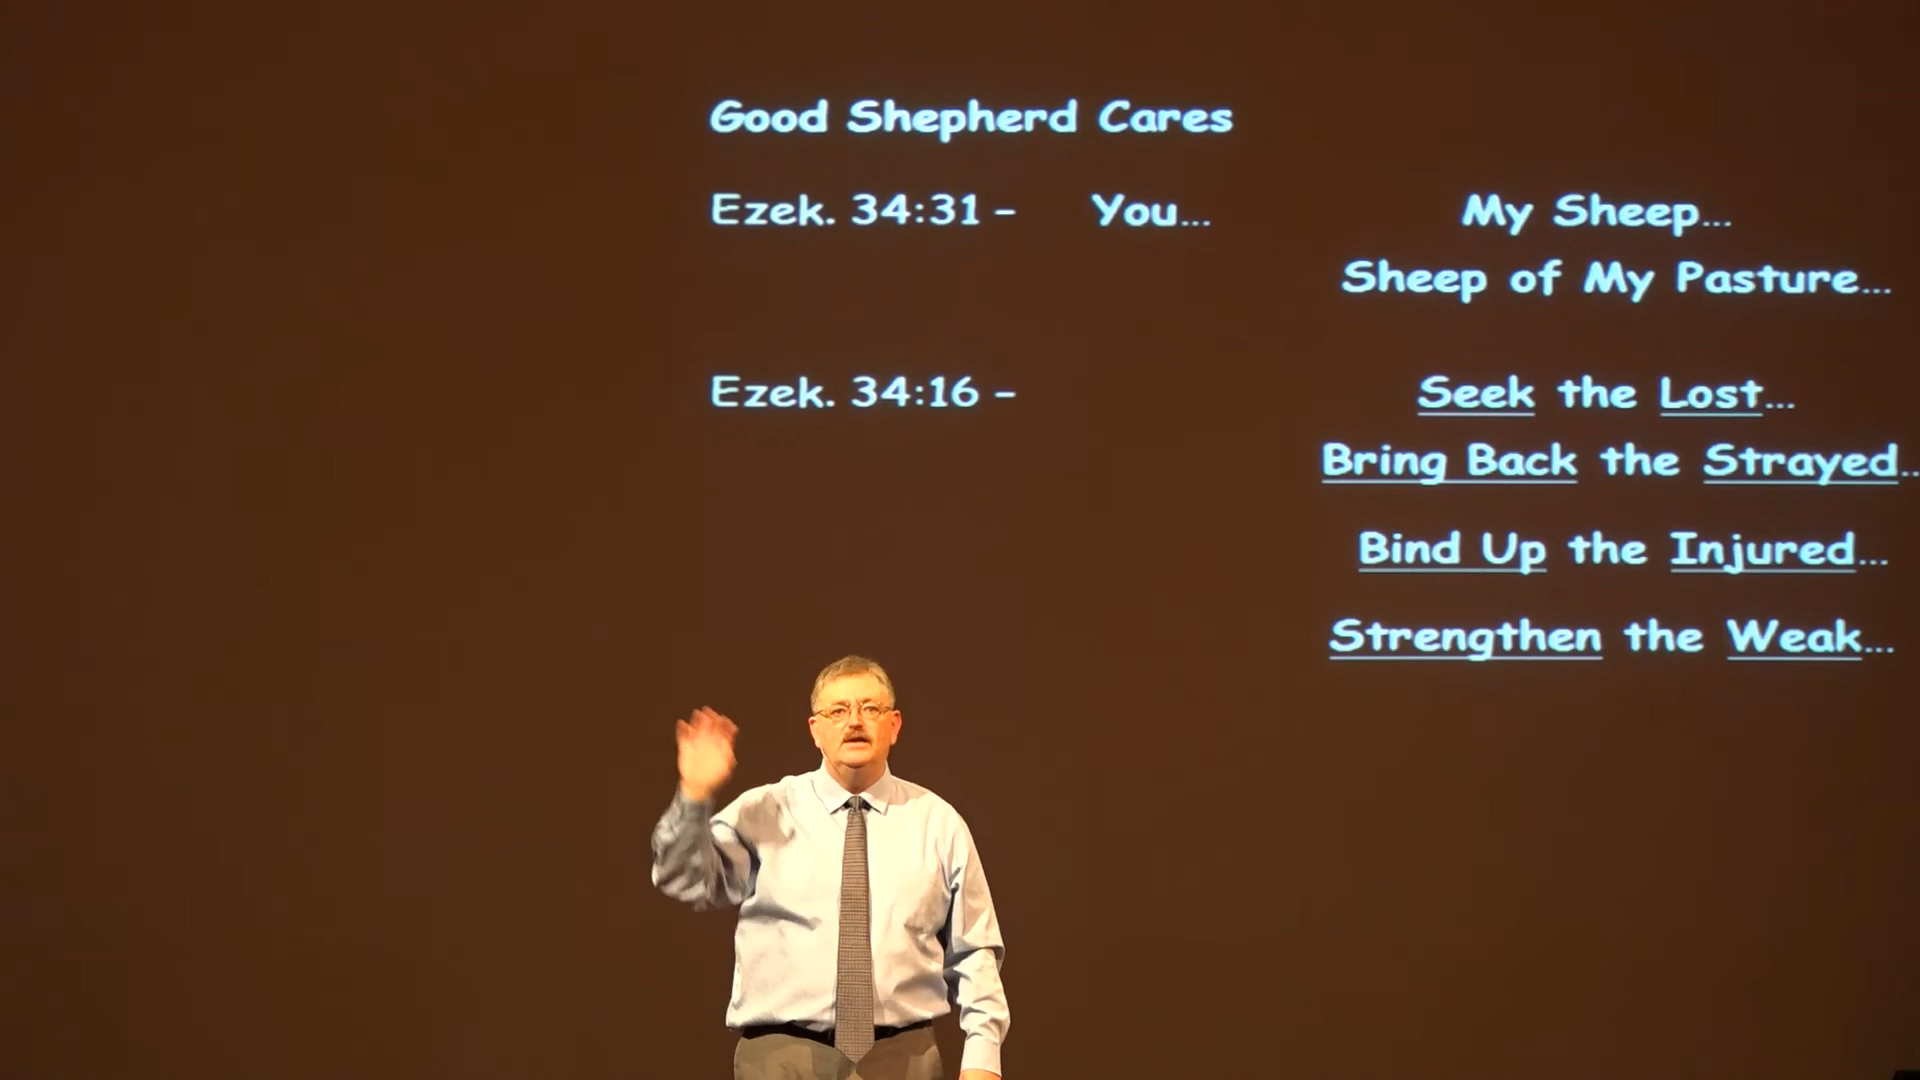 Good Shepherd Cares
Ezek. 34:31 – You... My Sheep...
Sheep of My Pasture...
Ezek. 34:16 – Seek the Lost...
Bring Back the Strayed..
Bind Up the Injured...
Strengthen the Weak...